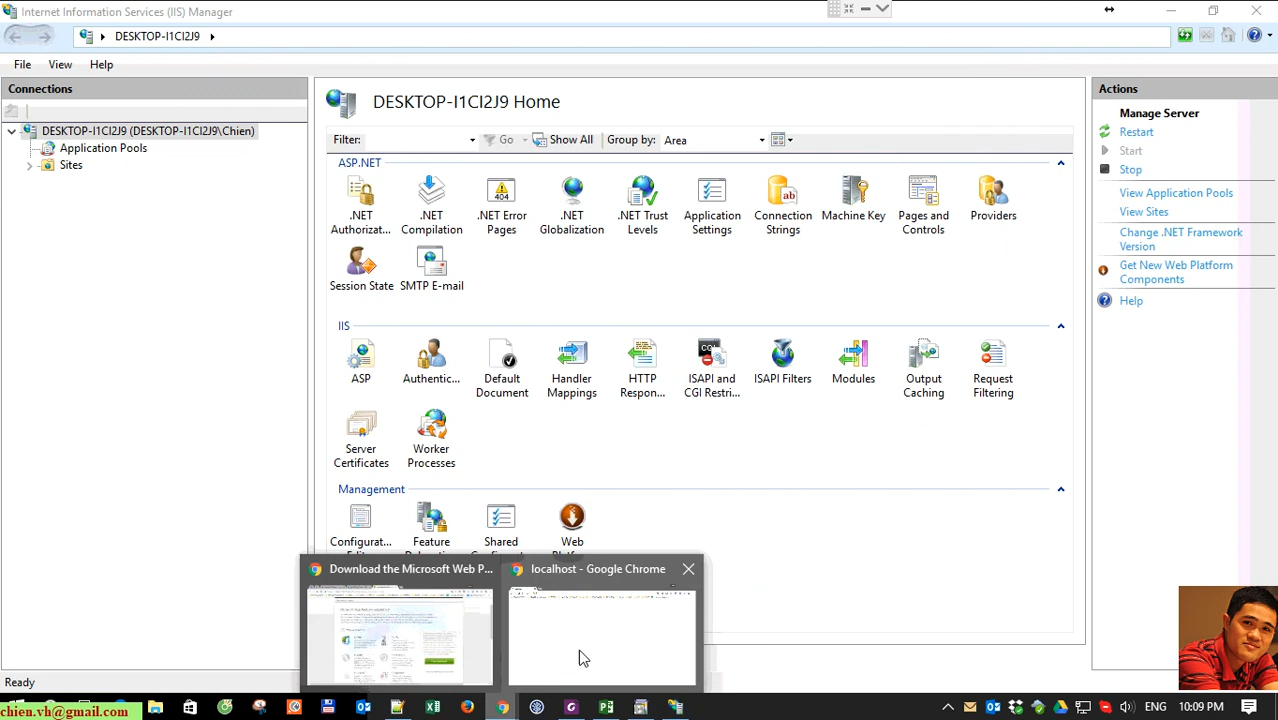 Internet Information Services (IIS) Manager
DESKTOP-I1CI2J9
File View Help
Connections
DESKTOP-I1CI2J9 (DESKTOP-I1CI2J9\Chien)
Application Pools
Sites
DESKTOP-I1CI2J9 Home
Filter: Go Show All Group by: Area
ASP.NET
.NET Authorizat...
.NET Compilation
.NET Error Pages
.NET Globalization
.NET Trust Levels
Application Settings
Connection Strings
Machine Key
Pages and Controls
Providers
Session State
SMTP E-mail
IIS
ASP
Authentic...
Default Document
Handler Mappings
HTTP Respon...
ISAPI and CGI Restri...
ISAPI Filters
Modules
Output Caching
Request Filtering
Server Certificates
Worker Processes
Management
Configurat...
Feature
Shared
Web
Actions
Manage Server
Restart
Start
Stop
View Application Pools
View Sites
Change .NET Framework Version
Get New Web Platform Components
Help
Download the Microsoft Web P...
localhost - Google Chrome
Ready
chien.vh@gmail.com
ENG 10:09 PM